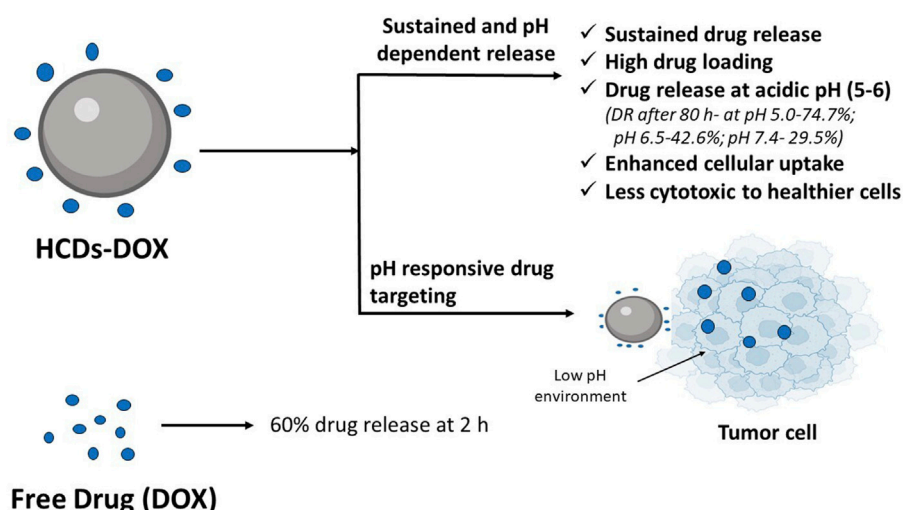 Sustained and pH
dependent release
✓ Sustained drug release
✓ High drug loading
✓ Drug release at acidic pH (5-6)
(DR after 80 h- at pH 5.0-74.7%;
pH 6.5-42.6%; pH 7.4- 29.5%)
✓ Enhanced cellular uptake
✓ Less cytotoxic to healthier cells
HCDs-DOX
pH responsive drug
targeting
Low pH
environment
Tumor cell
60% drug release at 2 h
Free Drug (DOX)